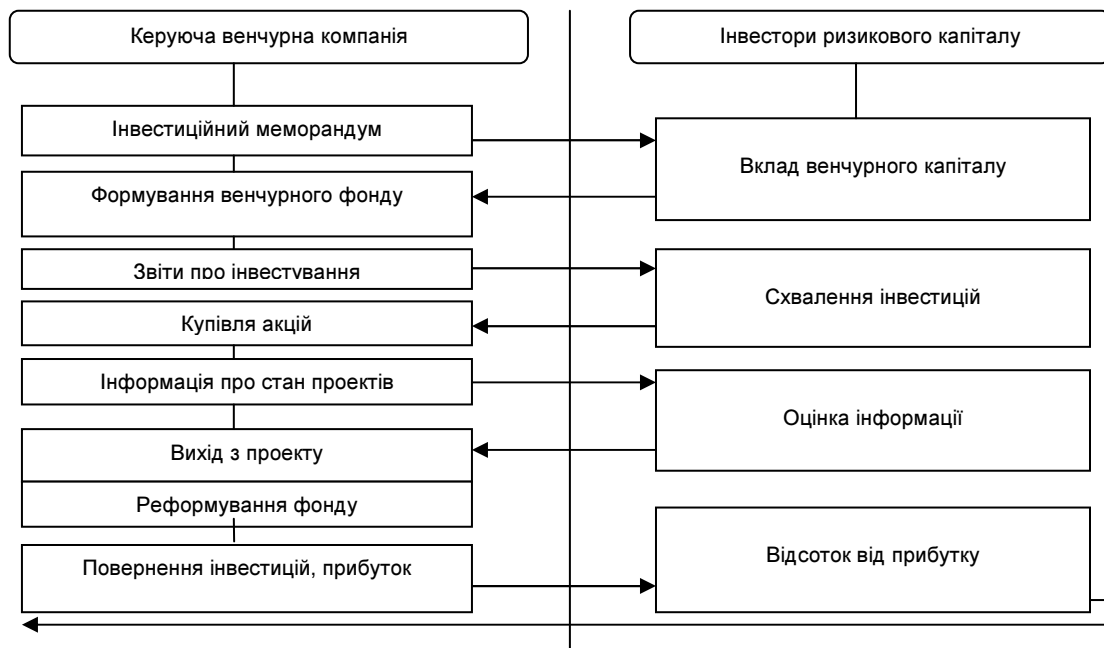 Керуюча венчурна компанія
Інвестори ризикового капіталу
Інвестиційний меморандум
Вклад венчурного капіталу
Формування венчурного фонду
Звіти про інвестування
Схвалення інвестицій
Купівля акцій
Інформація про стан проектів
Оцінка інформації
Вихід з проекту
Реформування фонду
Повернення інвестицій, прибуток
Відсоток від прибутку